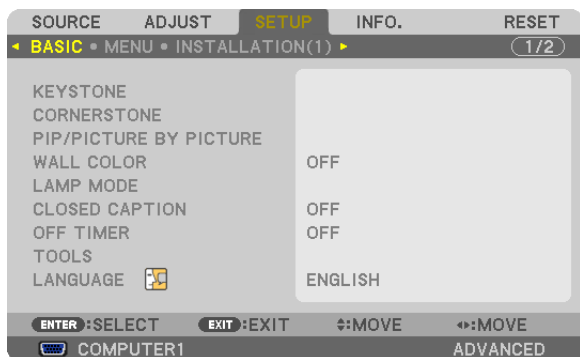 SOURCE ADJUST SETUP INFO. RESET
BASIC • MENU • INSTALLATION(1) 1/2
KEYSTONE
CORNERSTONE
PIP/PICTURE BY PICTURE
WALL COLOR OFF
LAMP MODE
CLOSED CAPTION OFF
OFF TIMER OFF
TOOLS
LANGUAGE ENGLISH
ENTER :SELECT EXIT :EXIT :MOVE :MOVE
COMPUTER1 ADVANCED